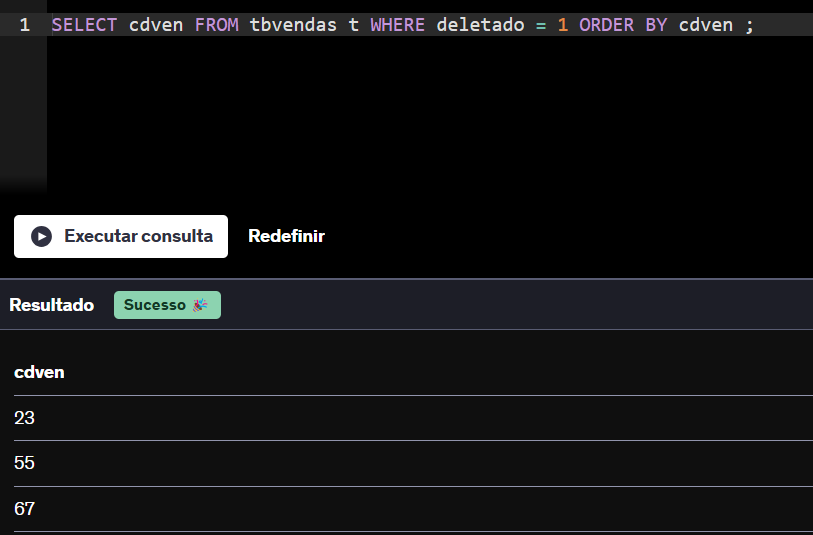 1 SELECT cdven FROM tbvendas t WHERE deletado = 1 ORDER BY cdven ;
Executar consulta Redefinir
Resultado Sucesso 🎉
cdven
23
55
67